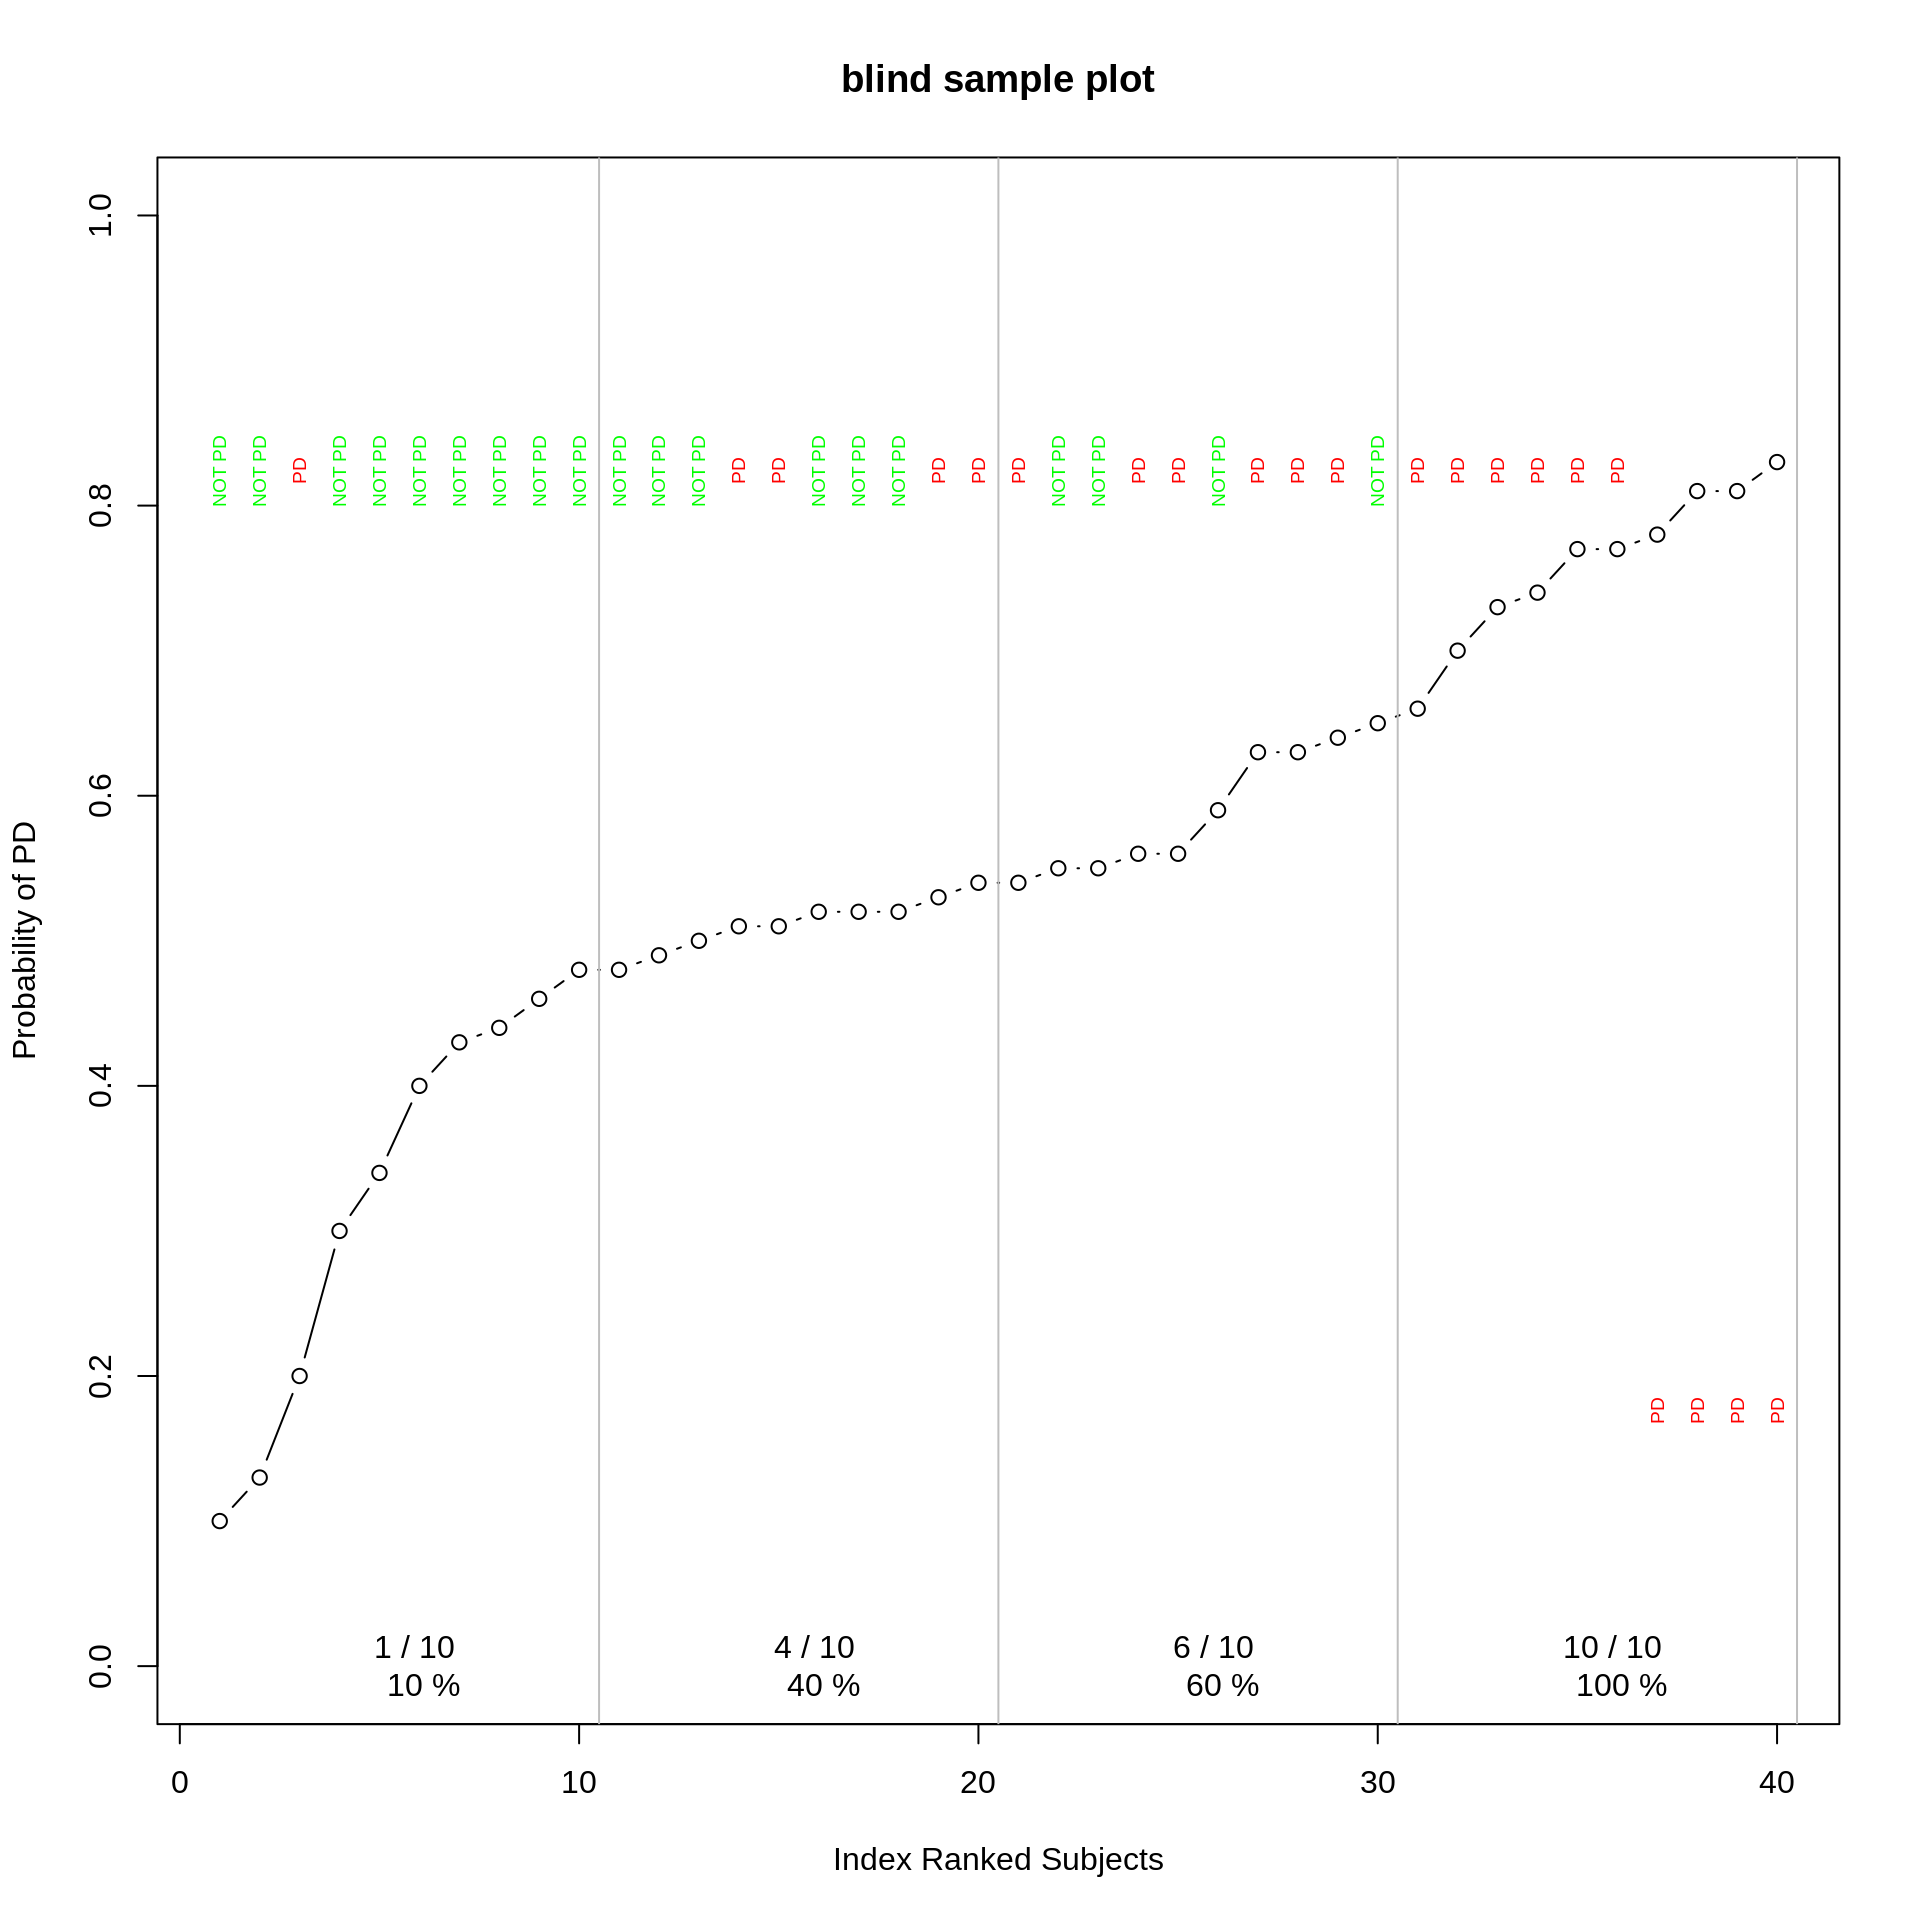 blind sample plot
Probability of PD
1.0
0.8
0.6
0.4
0.2
0.0
NOT PD
NOT PD
PD
NOT PD
NOT PD
NOT PD
NOT PD
NOT PD
NOT PD
NOT PD
NOT PD
NOT PD
NOT PD
PD
PD
NOT PD
NOT PD
NOT PD
PD
PD
PD
NOT PD
NOT PD
PD
PD
NOT PD
PD
PD
PD
NOT PD
PD
PD
PD
PD
PD
PD
PD
PD
PD
PD
1 / 10
10 %
4 / 10
40 %
6 / 10
60 %
10 / 10
100 %
0
10
20
30
40
Index Ranked Subjects